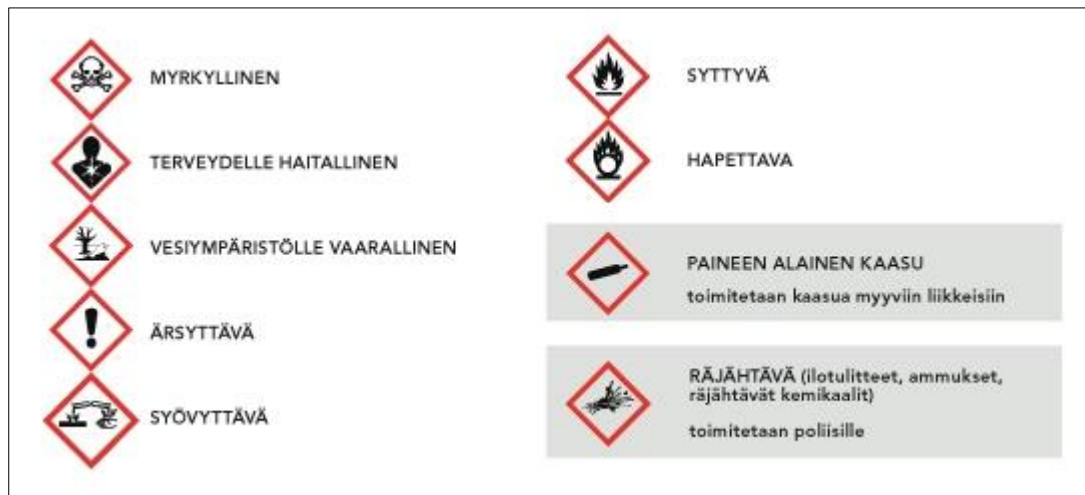 MYRKYLLINEN
TERVEYDELLE HAITALLINEN
VESIYMPÄRISTÖLLE VAARALLINEN
ÄRSYTTÄVÄ
SYÖVYTTÄVÄ
SYTTYVÄ
HAPETTAVA
PAINEEN ALAINEN KAASU
toimitetaan kaasua myyviin liikkeisiin
RÄJÄHTÄVÄ (ilotulitteet, ammukset,
räjähtävät kemikaalit)
toimitetaan poliisille